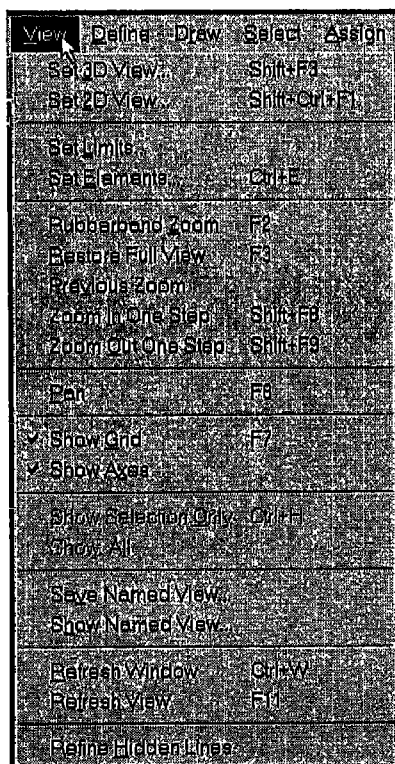 View Define Draw Select Assign
Set 3D View... Shift+F3
Set 2D View... Shift+Ctrl+F1
Set Limits...
Set Elements... Ctrl+E
Rubberband Zoom F2
Restore Full View F3
Previous Zoom
Zoom In One Step Shift+F8
Zoom Out One Step Shift+F9
Pan F8
Show Grid F7
Show Axes
Show Selection Only Ctrl+H
Show All
Save Named View...
Show Named View...
Refresh Window Ctrl+W
Refresh View F11
Refine Hidden Lines